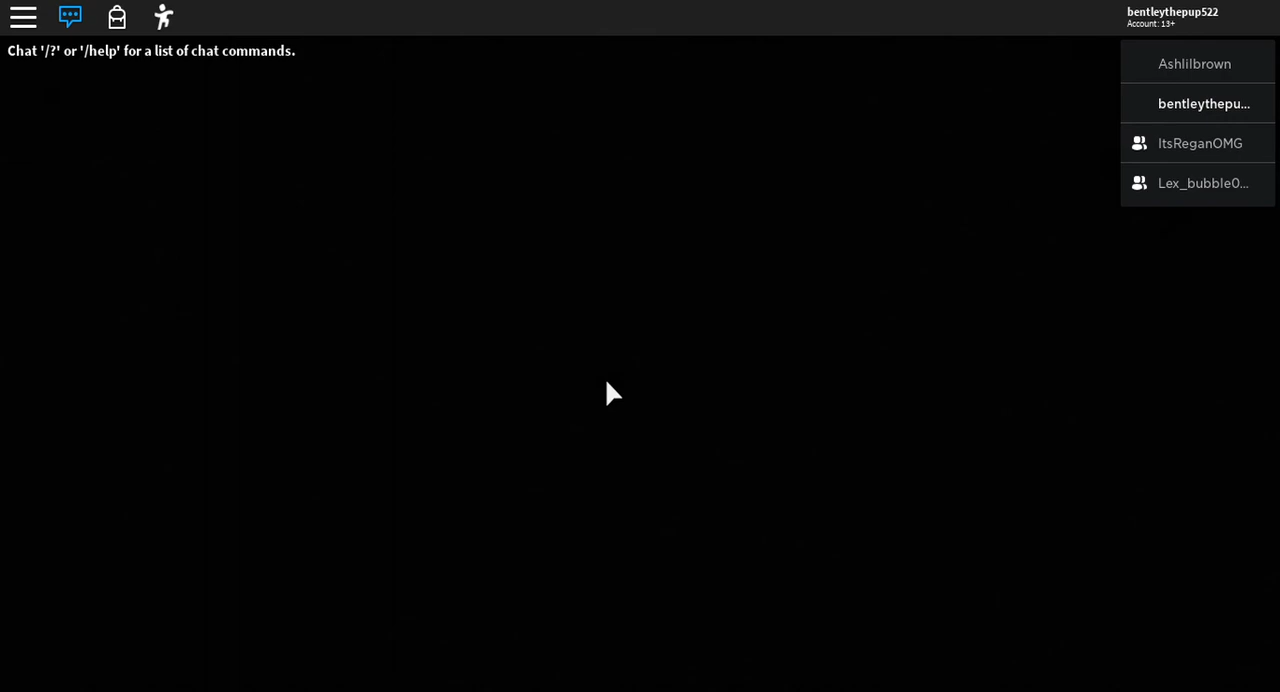 bentleythepup522
Account: 13+
Chat '/?' or '/help' for a list of chat commands.
Ashlilbrown
bentleythepu...
ItsReganOMG
Lex_bubble0...